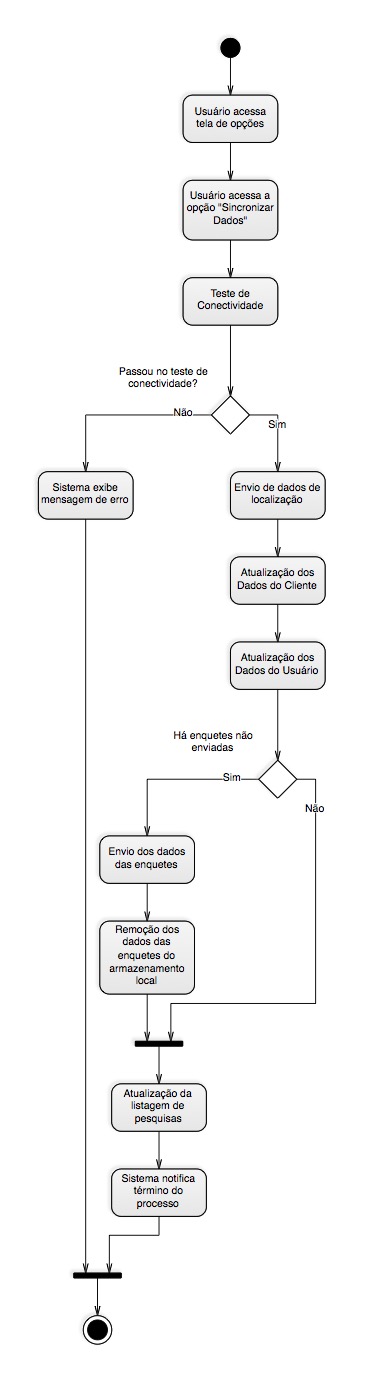 Usuário acessa
tela de opções
Usuário acessa a
opção "Sincronizar
Dados"
Teste de
Conectividade
Passou no teste de
conectividade?
Não
Sim
Sistema exibe
mensagem de erro
Envio de dados de
localização
Atualização dos
Dados do Cliente
Atualização dos
Dados do Usuário
Há enquetes não
enviadas
Sim
Não
Envio dos dados
das enquetes
Remoção dos
dados das
enquetes do
armazenamento
local
Atualização da
listagem de
pesquisas
Sistema notifica
término do
processo